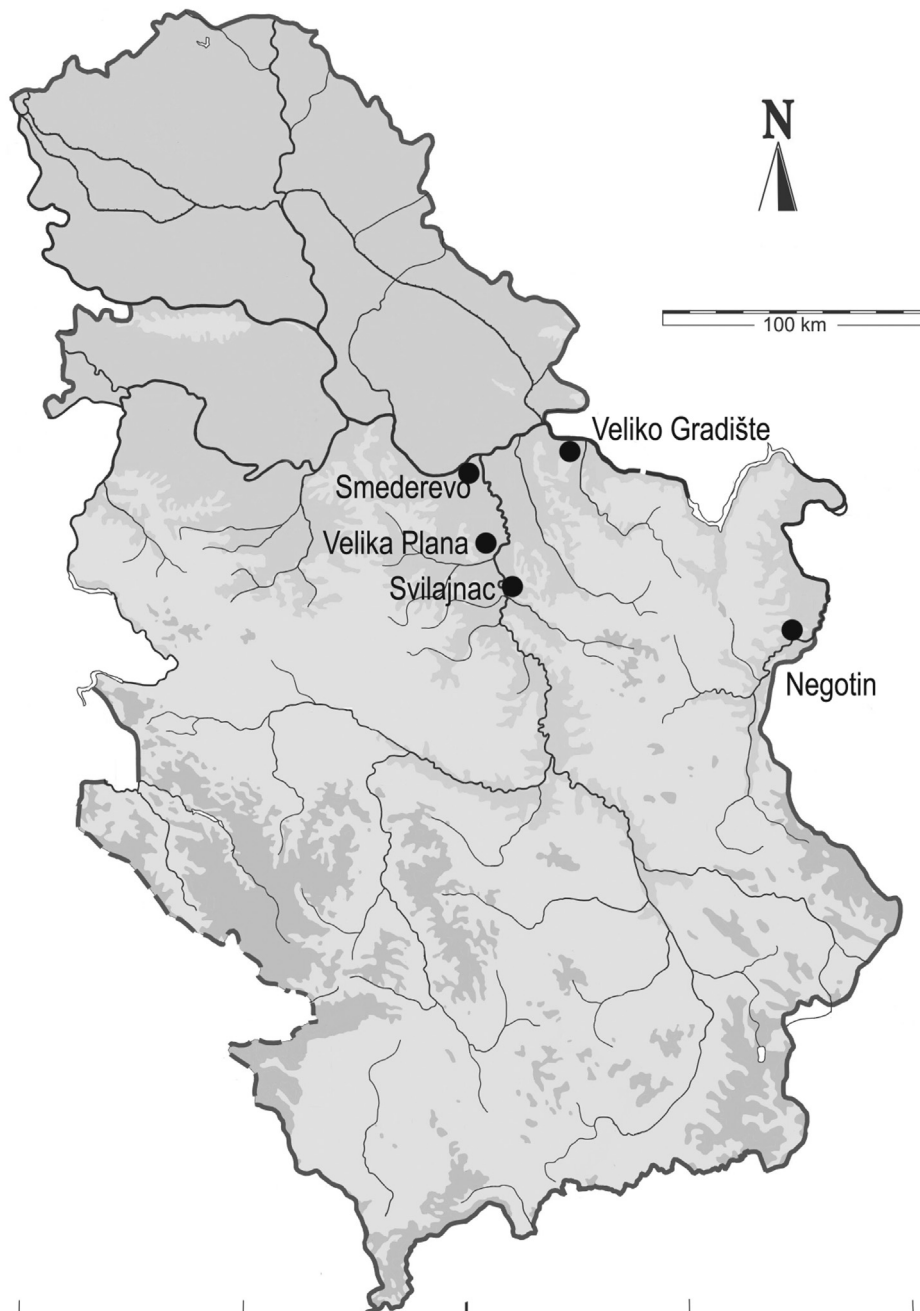 N
100 km
Veliko Gradište
Smederevo
Velika Plana
Svilajnac
Negotin